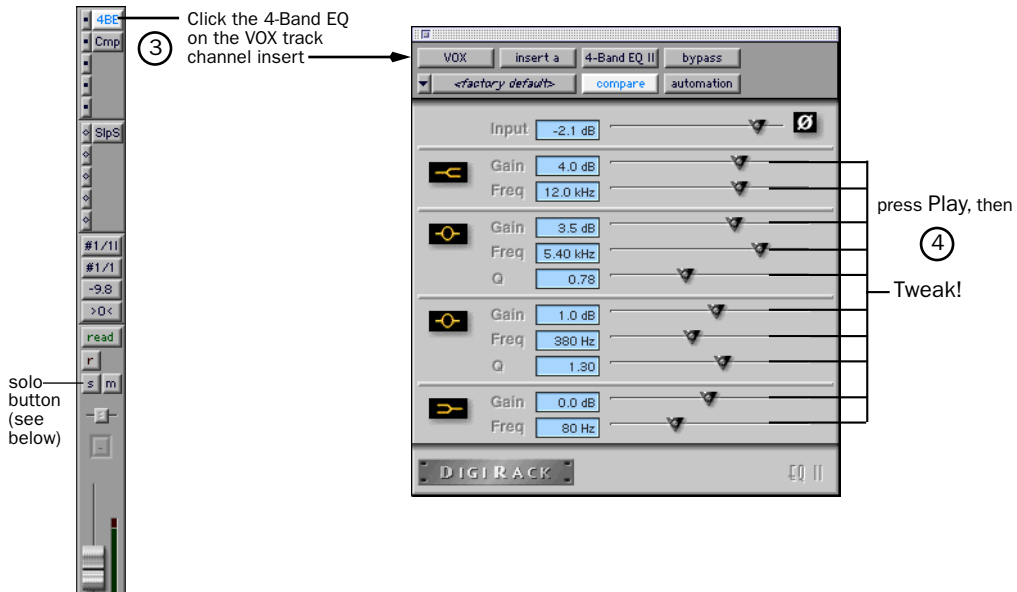 4BE
Cmp
SlpS
#1/11
#1/1
-9.8
>0<
read
r
s m
solo
button
(see
below)
3
Click the 4-Band EQ
on the VOX track
channel insert
VOX insert a 4-Band EQ II bypass
<factory default> compare automation
Input -2.1 dB Ø
Gain 4.0 dB
Freq 12.0 kHz
Gain 3.5 dB
Freq 5.40 kHz
Q 0.78
Gain 1.0 dB
Freq 380 Hz
Q 1.30
Gain 0.0 dB
Freq 80 Hz
DIGIRACK EQ II
press Play, then
4
Tweak!